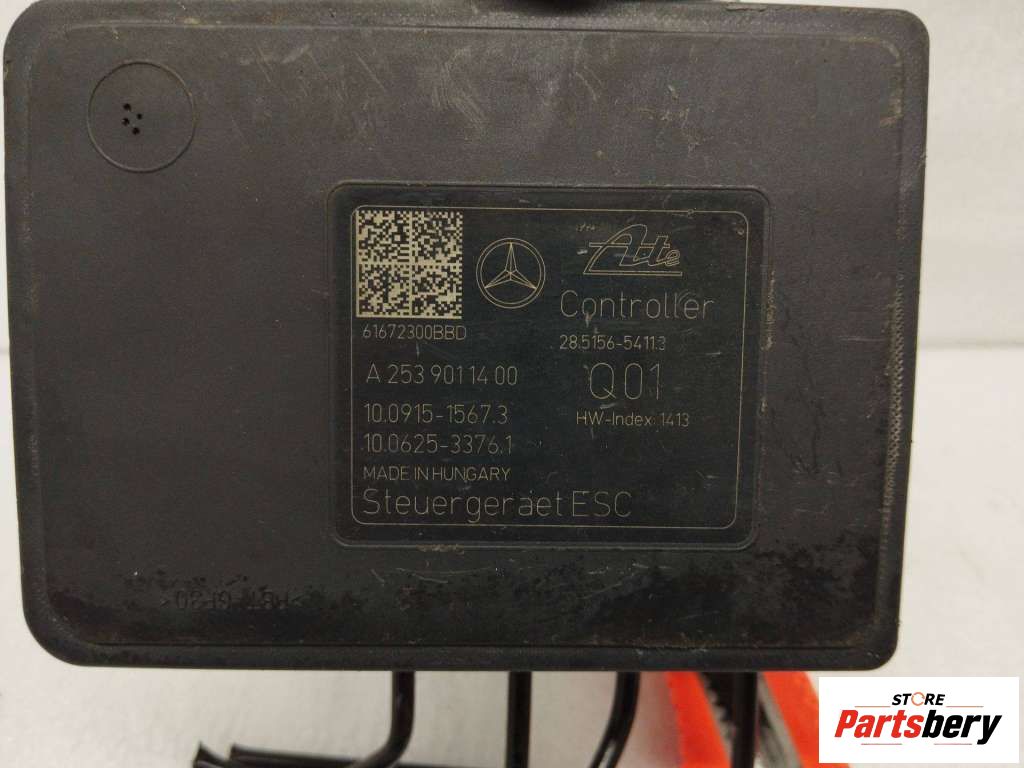 Ate
Controller
61672300BBD
28.5156-5411.3
A 253 901 14 00
Q01
10.0915-1567.3
HW-Index: 1413
10.0625-3376.1
MADE IN HUNGARY
Steuergeraet ESC
STORE
Partsbery